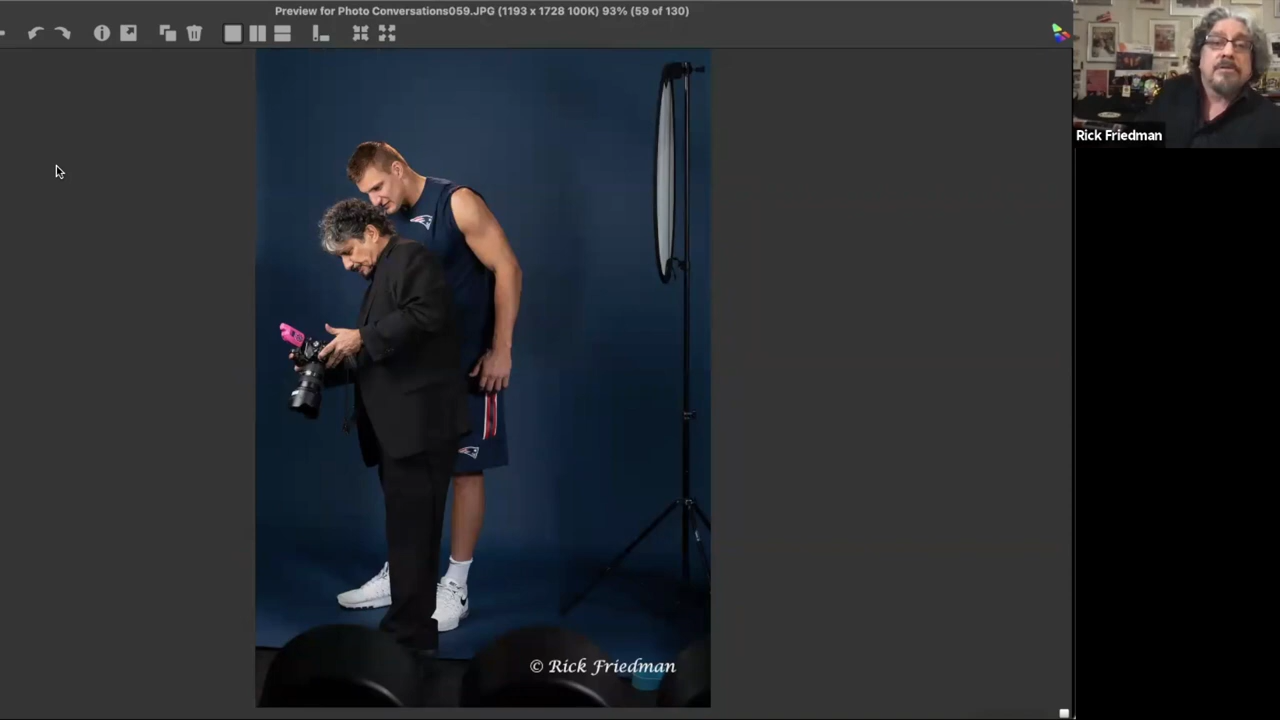 Preview for Photo Conversations059.JPG (1193 x 1728 100K) 93% (59 of 130)
Rick Friedman
© Rick Friedman